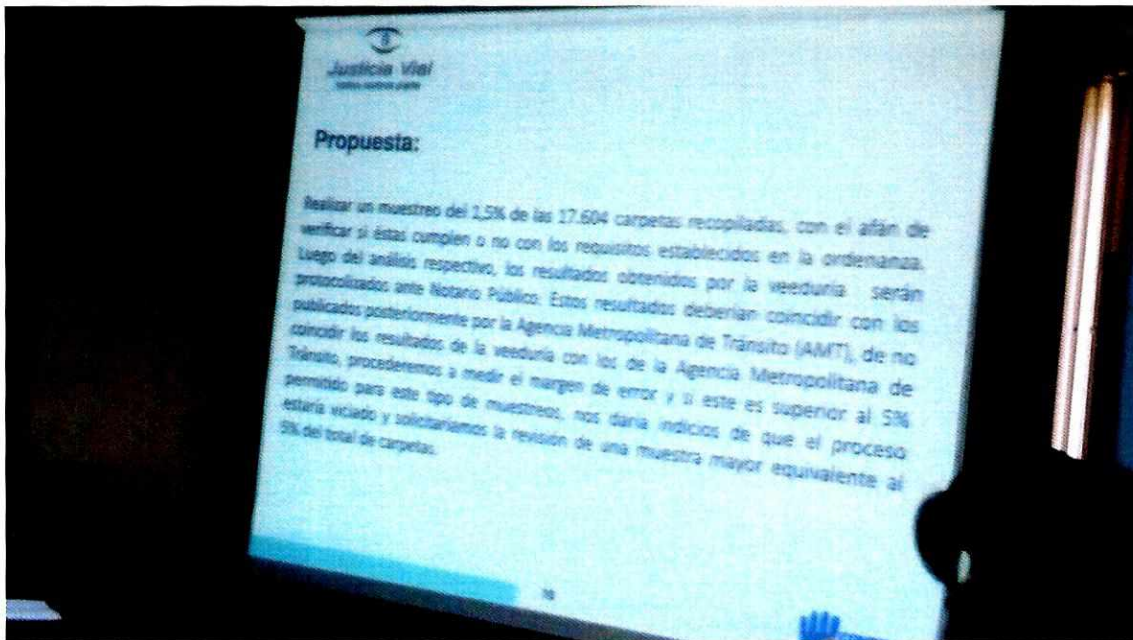 Justicia Vial
Propuesta:
Realizar un muestreo del 1,5% de las 17.604 carpetas recopiladas, con el afán de
verificar si éstas cumplen o no con los requisitos establecidos en la ordenanza.
Luego del análisis respectivo, los resultados obtenidos por la veeduría serán
protocolizados ante Notario Público. Estos resultados deberían coincidir con los
publicados posteriormente por la Agencia Metropolitana de Tránsito (AMT), de no
coincidir los resultados de la veeduría con los de la Agencia Metropolitana de
Tránsito, procederemos a medir el margen de error y si este es superior al 5%
permitido para este tipo de muestreos, nos daría indicios de que el proceso
estaría viciado y solicitaríamos la revisión de una muestra mayor equivalente al
5% del total de carpetas.